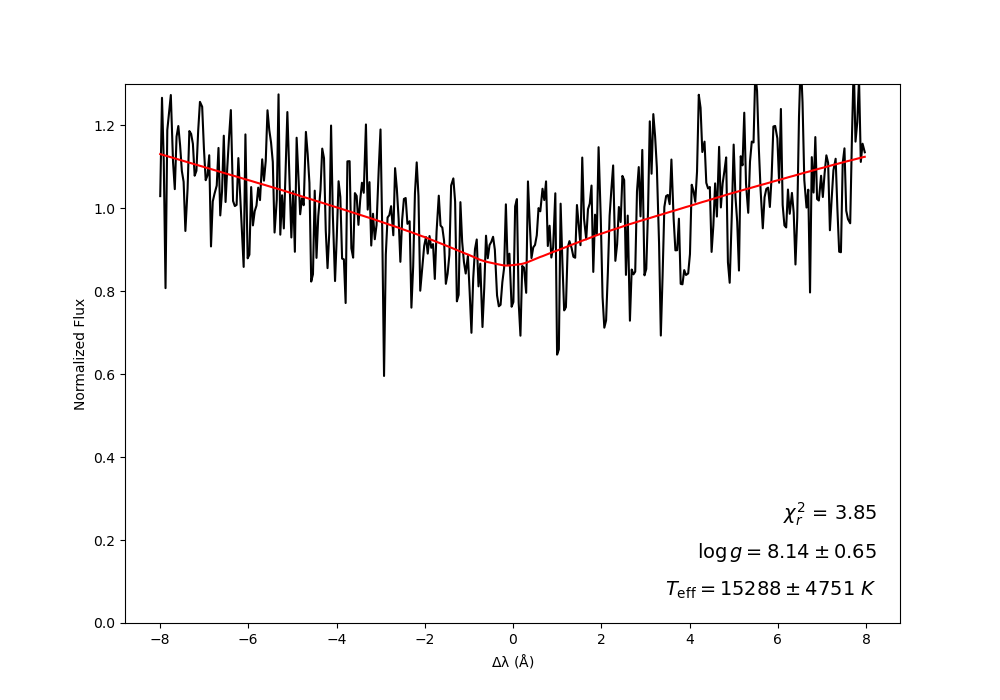 1.2
1.0
0.8
0.6
0.4
0.2
0.0
Normalized Flux
χ²ᵣ = 3.85
log g = 8.14 ± 0.65
T_eff = 15288 ± 4751 K
−8 −6 −4 −2 0 2 4 6 8
Δλ (Å)